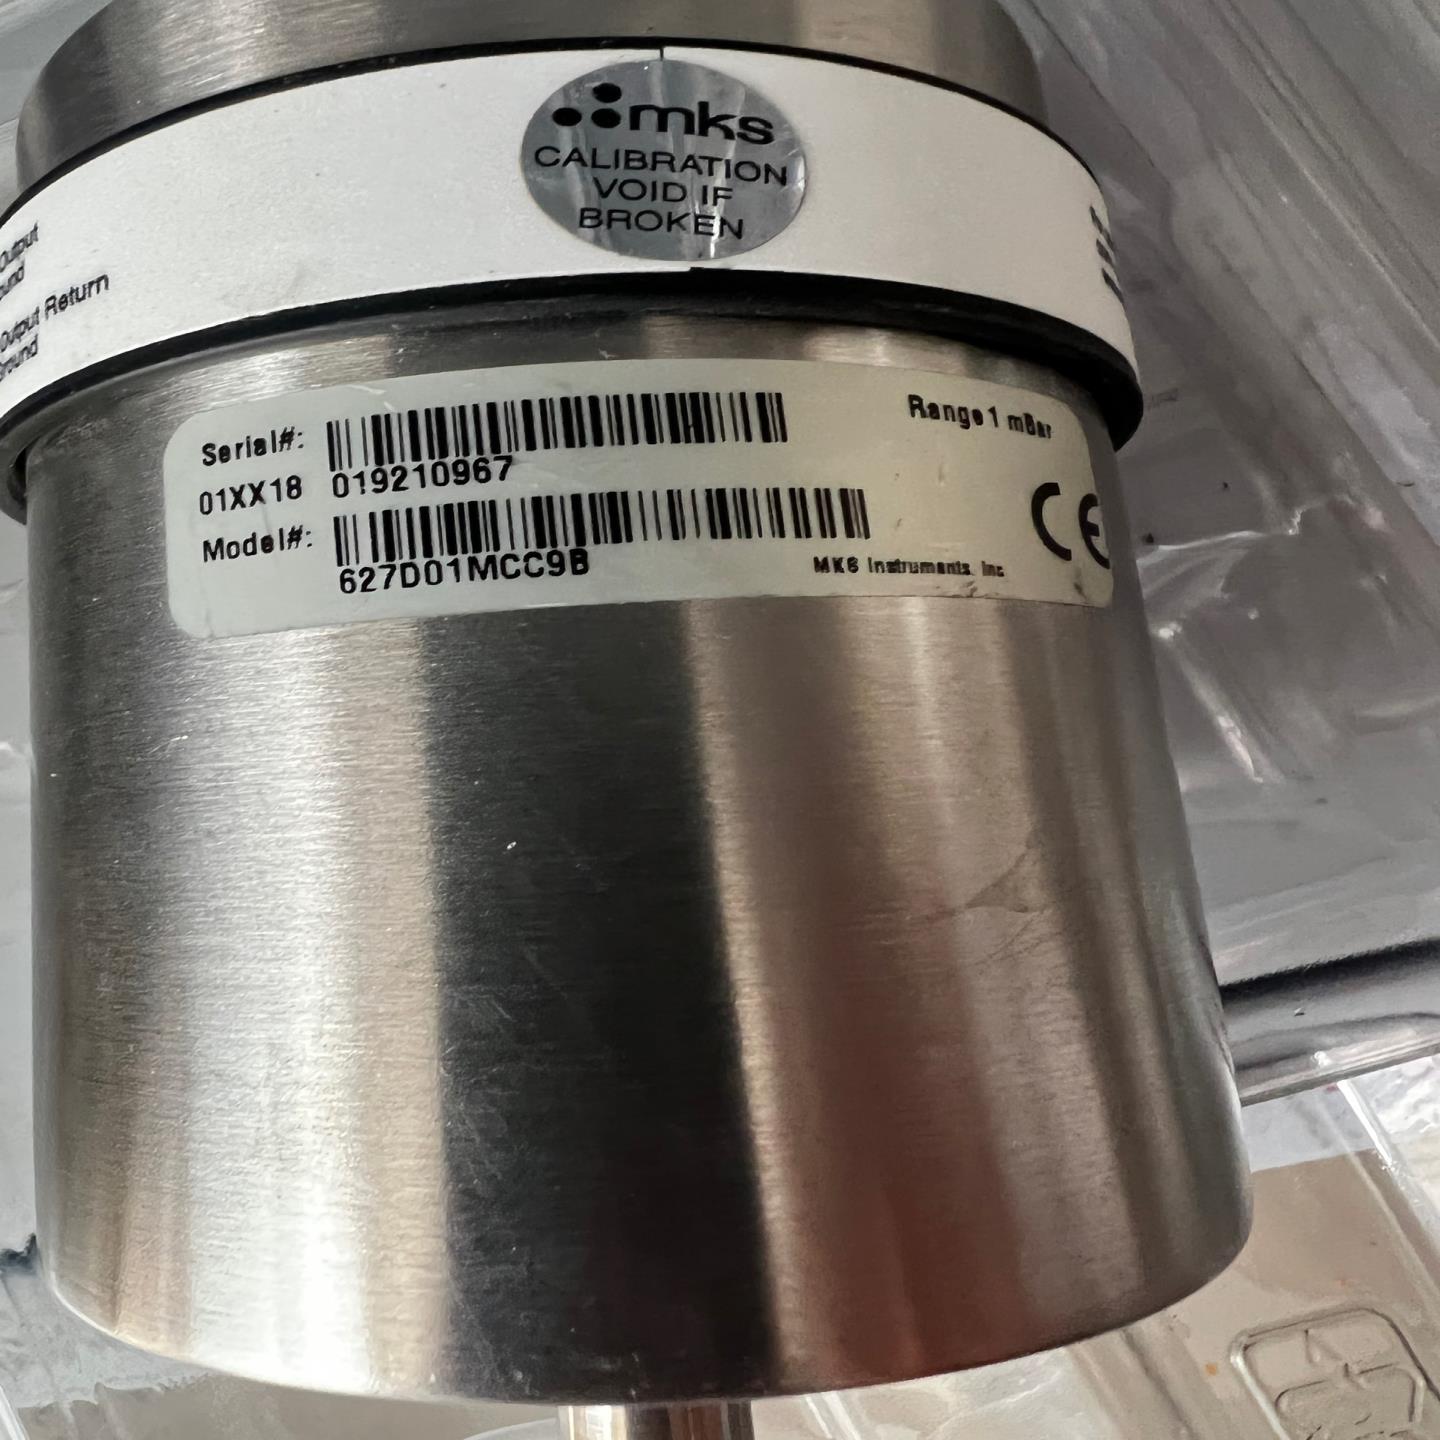 mks
CALIBRATION
VOID IF
BROKEN
Output
Output Return
Ground
Serial#:
01XX18 019210967
Model#:
627D01MCC9B
Range 1 mBar
CE
MKS Instruments, Inc